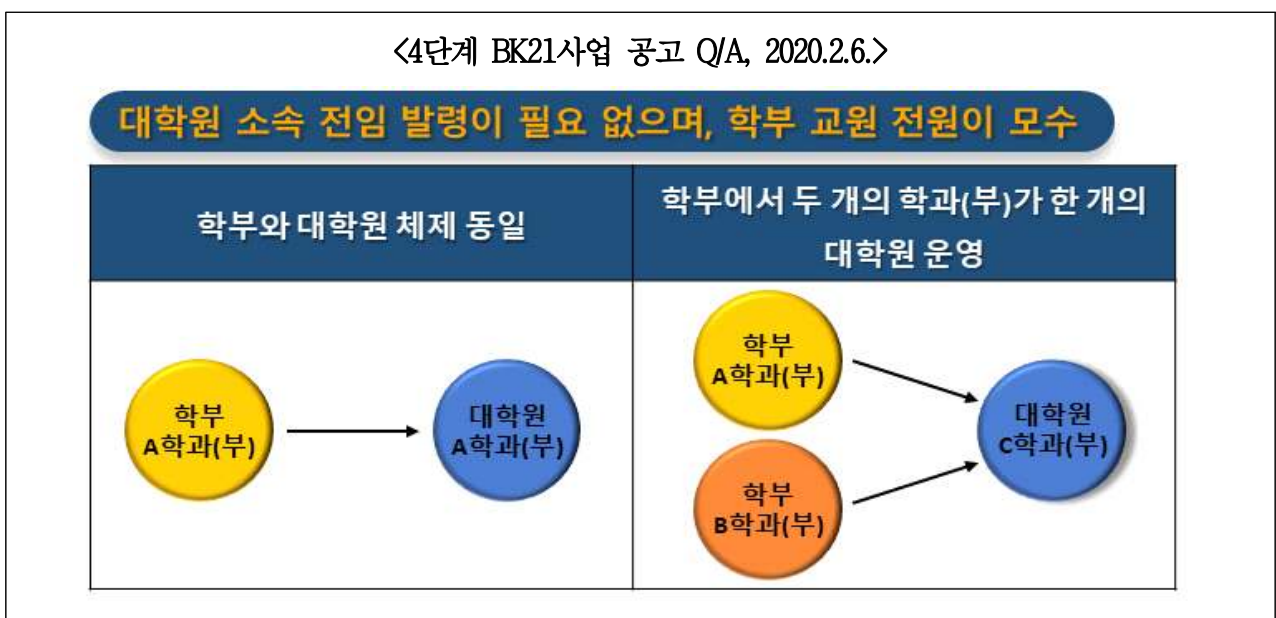 <4단계 BK21사업 공고 Q/A, 2020.2.6.>
대학원 소속 전임 발령이 필요 없으며, 학부 교원 전원이 모수
학부와 대학원 체제 동일
학부에서 두 개의 학과(부)가 한 개의
대학원 운영
학부
A학과(부)
대학원
A학과(부)
학부
A학과(부)
학부
B학과(부)
대학원
C학과(부)